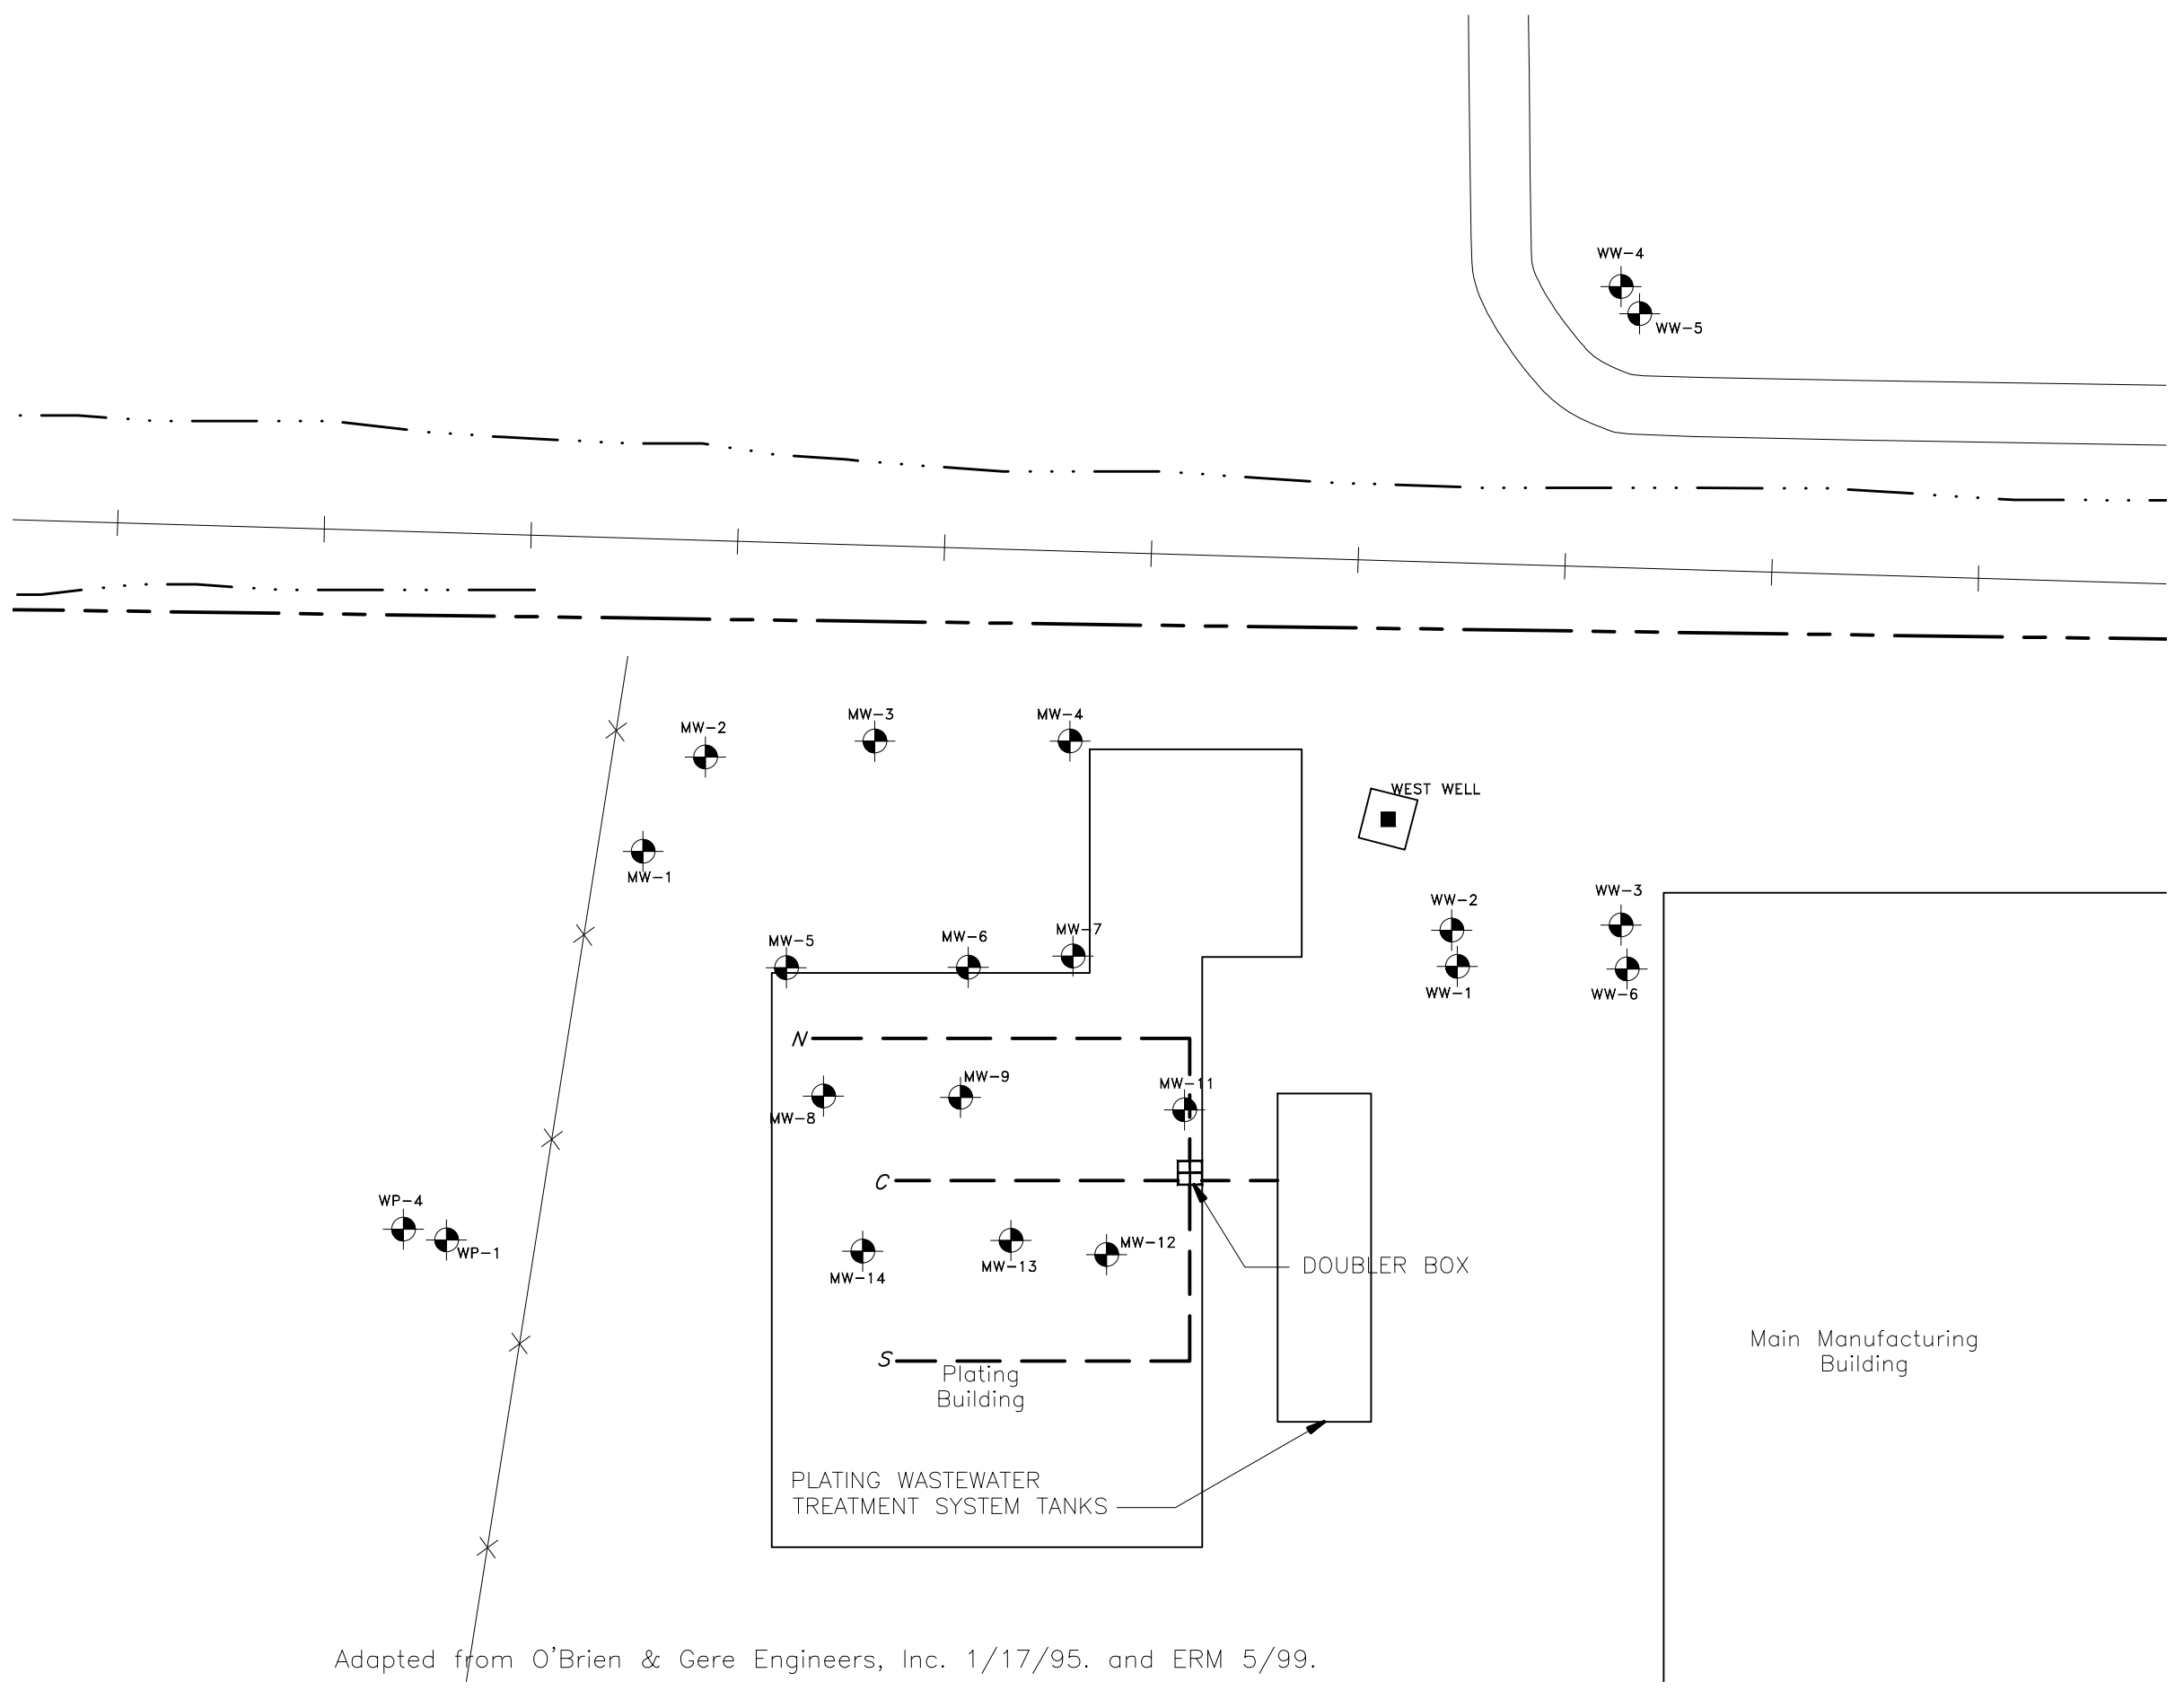 WW-4
WW-5
MW-2
MW-3
MW-4
WEST WELL
MW-1
WW-2
WW-3
MW-5
MW-6
MW-7
WW-1
WW-6
N
MW-9
MW-11
MW-8
C
WP-4
WP-1
MW-12
MW-13
MW-14
DOUBLER BOX
S
Plating
Building
Main Manufacturing
Building
PLATING WASTEWATER
TREATMENT SYSTEM TANKS
Adapted from O'Brien & Gere Engineers, Inc. 1/17/95. and ERM 5/99.